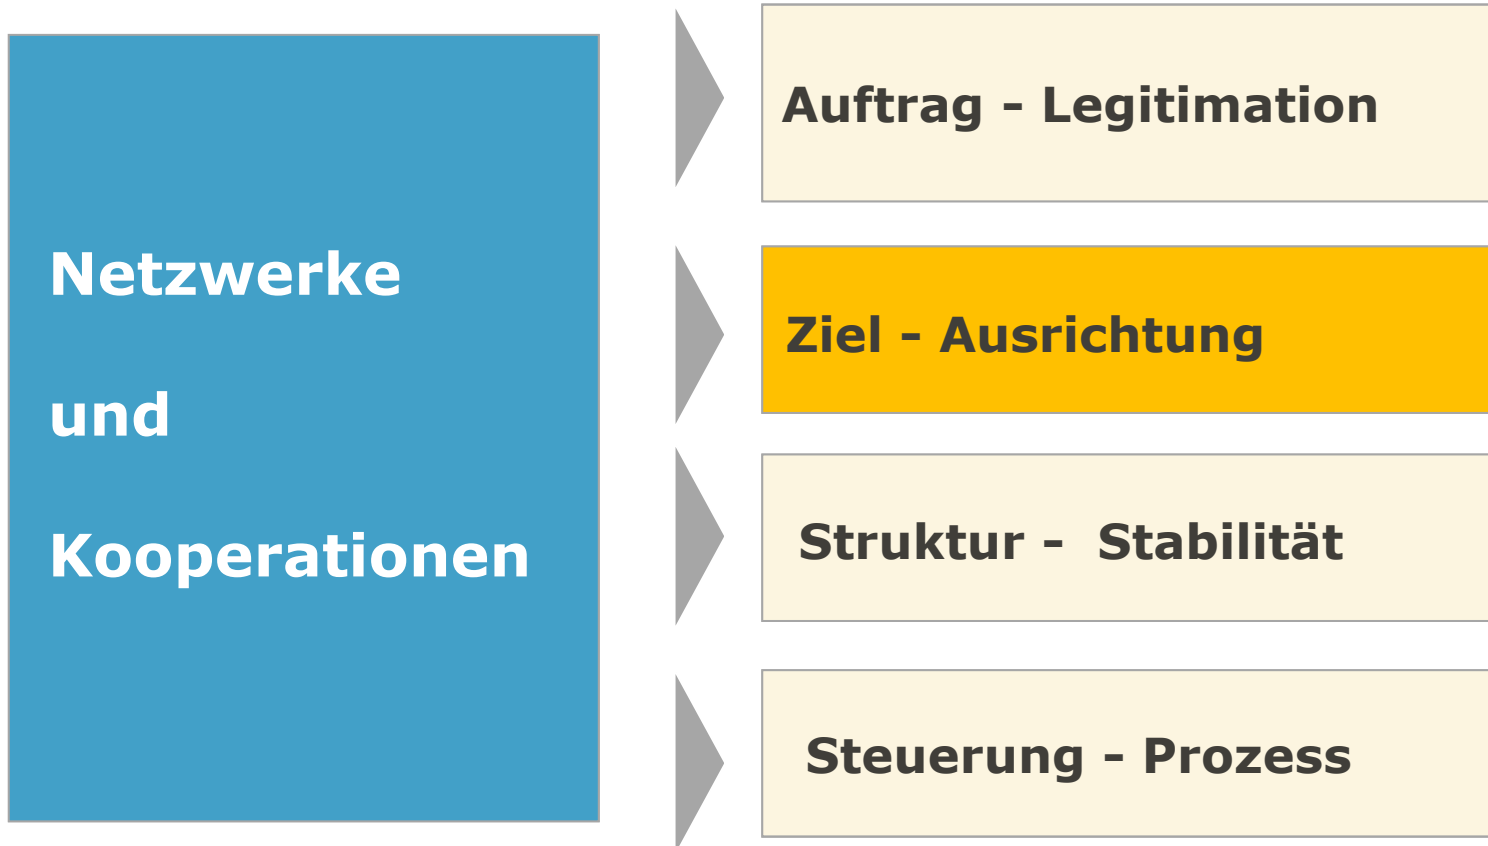 Netzwerke
und
Kooperationen
Auftrag - Legitimation
Ziel - Ausrichtung
Struktur -  Stabilität
Steuerung - Prozess